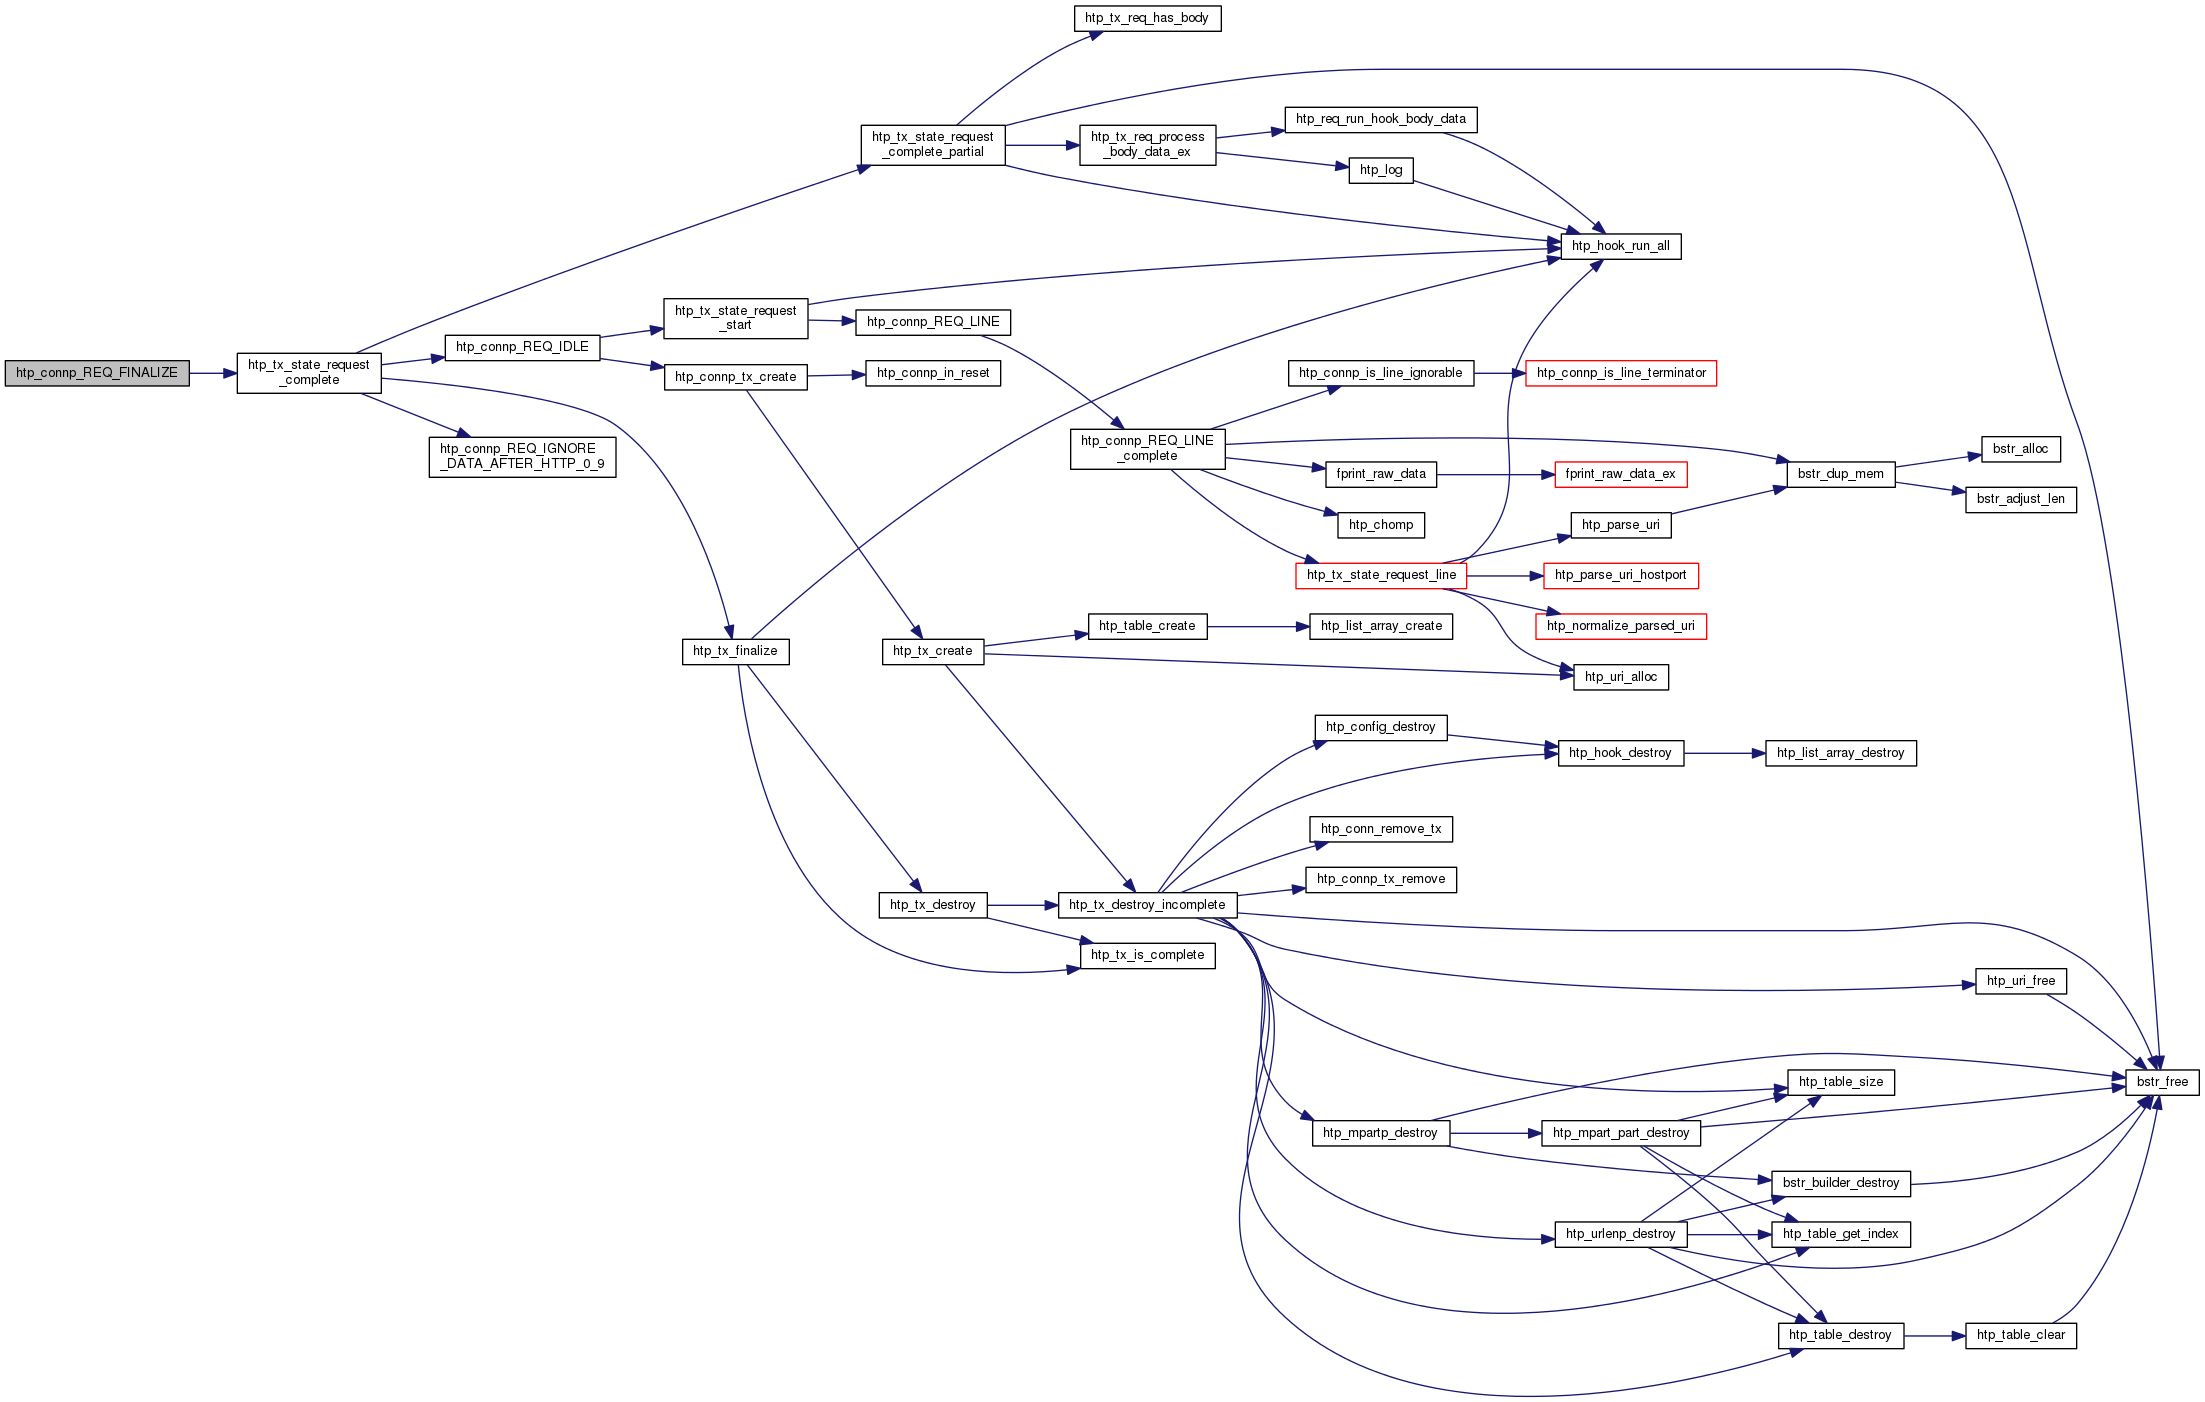 htp_tx_req_has_body
htp_req_run_hook_body_data
htp_tx_state_request
_complete_partial
htp_tx_req_process
_body_data_ex
htp_log
htp_hook_run_all
htp_tx_state_request
_start
htp_connp_REQ_LINE
htp_connp_REQ_IDLE
htp_connp_REQ_FINALIZE
htp_tx_state_request
_complete
htp_connp_tx_create
htp_connp_in_reset
htp_connp_is_line_ignorable
htp_connp_is_line_terminator
htp_connp_REQ_IGNORE
_DATA_AFTER_HTTP_0_9
htp_connp_REQ_LINE
_complete
bstr_alloc
fprint_raw_data
fprint_raw_data_ex
bstr_dup_mem
bstr_adjust_len
htp_chomp
htp_parse_uri
htp_tx_state_request_line
htp_parse_uri_hostport
htp_table_create
htp_list_array_create
htp_normalize_parsed_uri
htp_tx_finalize
htp_tx_create
htp_uri_alloc
htp_config_destroy
htp_hook_destroy
htp_list_array_destroy
htp_conn_remove_tx
htp_connp_tx_remove
htp_tx_destroy
htp_tx_destroy_incomplete
htp_tx_is_complete
htp_uri_free
htp_table_size
bstr_free
htp_mpartp_destroy
htp_mpart_part_destroy
bstr_builder_destroy
htp_urlenp_destroy
htp_table_get_index
htp_table_destroy
htp_table_clear